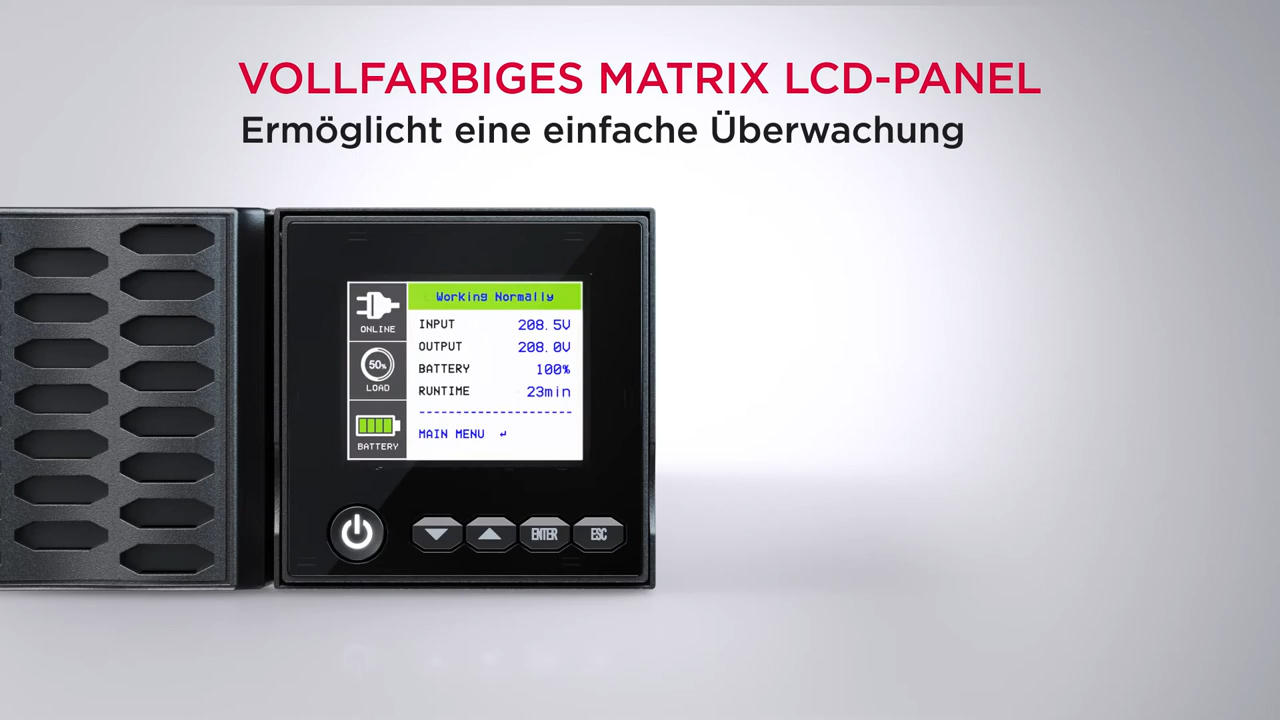 VOLLFARBIGES MATRIX LCD-PANEL
Ermöglicht eine einfache Überwachung
Working Normally
ONLINE
INPUT 208.5V
OUTPUT 208.0V
50%
LOAD
BATTERY 100%
RUNTIME 23min
BATTERY
MAIN MENU ↵
ENTER
ESC